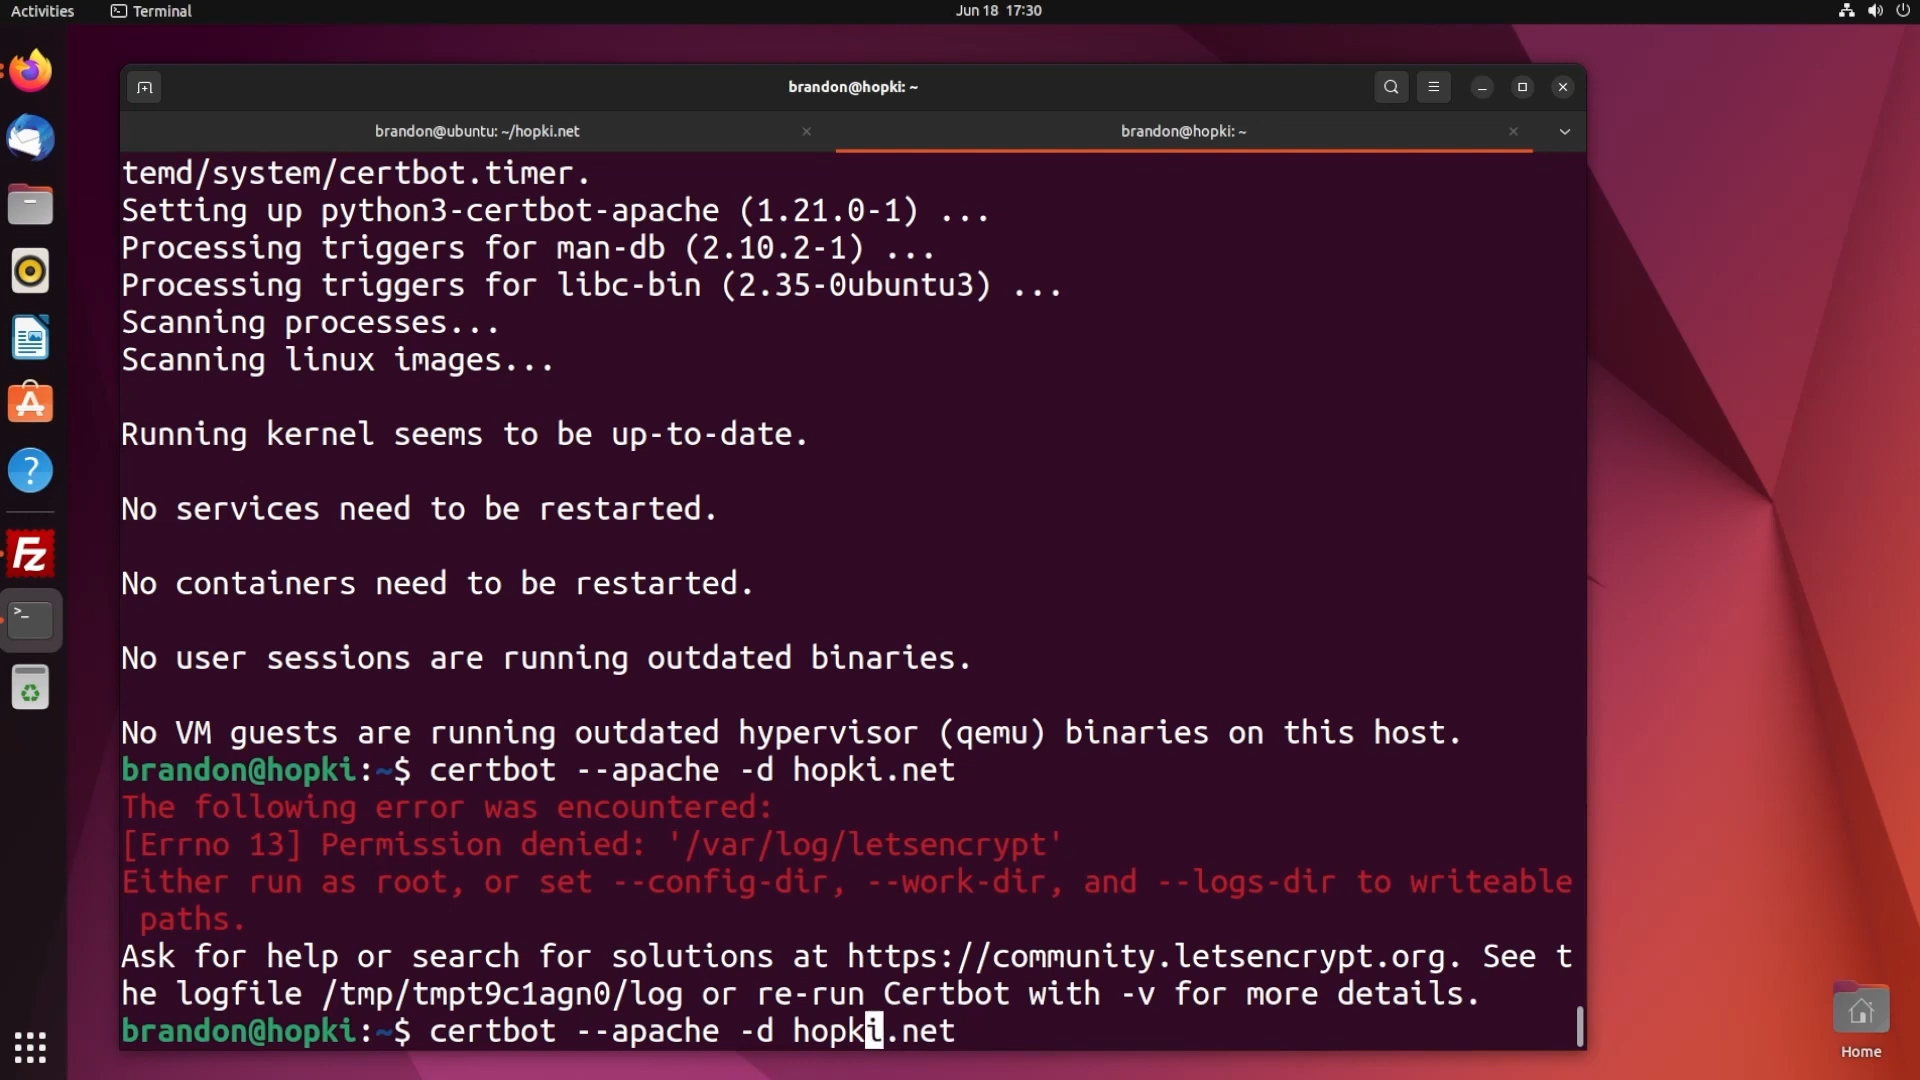 Activities
Terminal
Jun 18 17:30
brandon@hopki: ~
brandon@ubuntu: ~/hopki.net
brandon@hopki: ~
temd/system/certbot.timer.
Setting up python3-certbot-apache (1.21.0-1) ...
Processing triggers for man-db (2.10.2-1) ...
Processing triggers for libc-bin (2.35-0ubuntu3) ...
Scanning processes...
Scanning linux images...
Running kernel seems to be up-to-date.
No services need to be restarted.
No containers need to be restarted.
No user sessions are running outdated binaries.
No VM guests are running outdated hypervisor (qemu) binaries on this host.
brandon@hopki:~$ certbot --apache -d hopki.net
The following error was encountered:
[Errno 13] Permission denied: '/var/log/letsencrypt'
Either run as root, or set --config-dir, --work-dir, and --logs-dir to writeable
paths.
Ask for help or search for solutions at https://community.letsencrypt.org. See t
he logfile /tmp/tmpt9c1agn0/log or re-run Certbot with -v for more details.
brandon@hopki:~$ certbot --apache -d hopki.net
Fz
Home